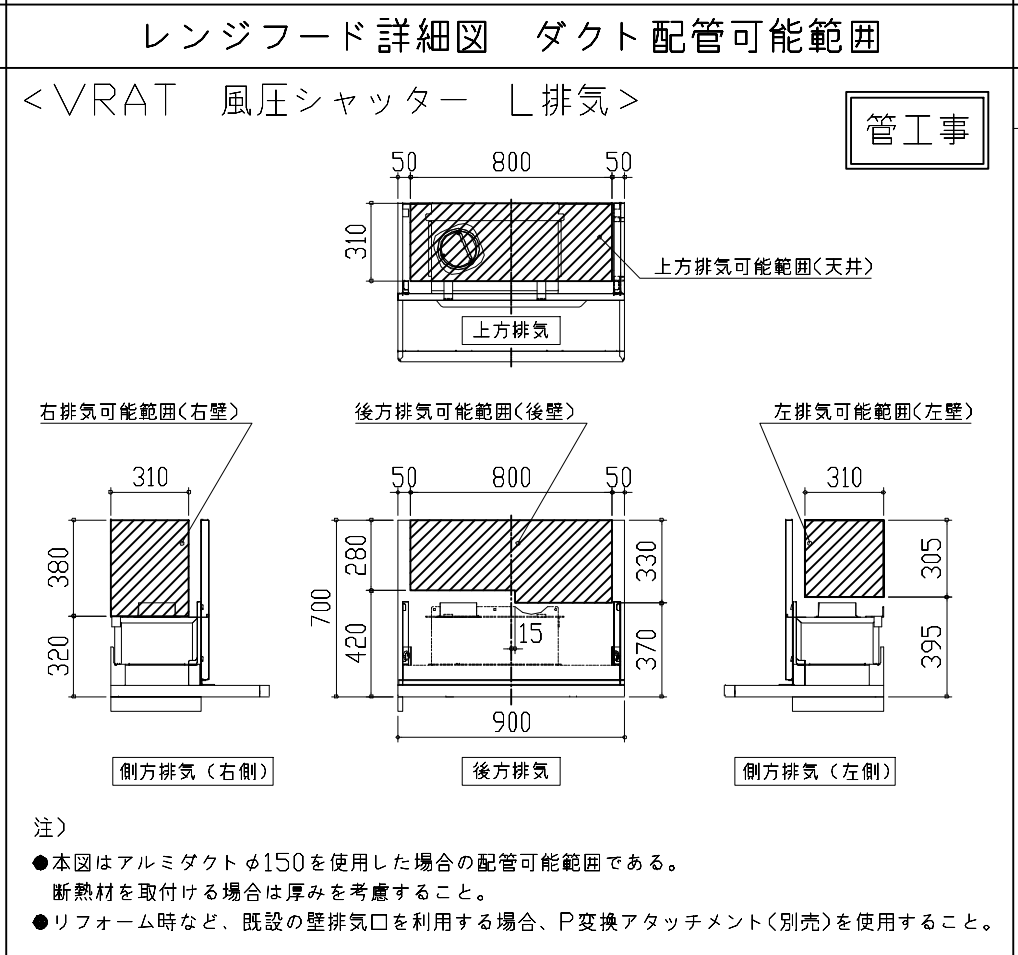 レンジフード詳細図　ダクト配管可能範囲
<VRAT　風圧シャッター　L排気>
管工事
50 800 50
310
上方排気可能範囲(天井)
上方排気
右排気可能範囲(右壁)
後方排気可能範囲(後壁)
左排気可能範囲(左壁)
310
50 800 50
310
380
320
700
280
420
330
370
15
900
305
395
側方排気（右側）
後方排気
側方排気（左側）
注）
●本図はアルミダクトφ150を使用した場合の配管可能範囲である。
断熱材を取付ける場合は厚みを考慮すること。
●リフォーム時など、既設の壁排気口を利用する場合、P変換アタッチメント(別売)を使用すること。